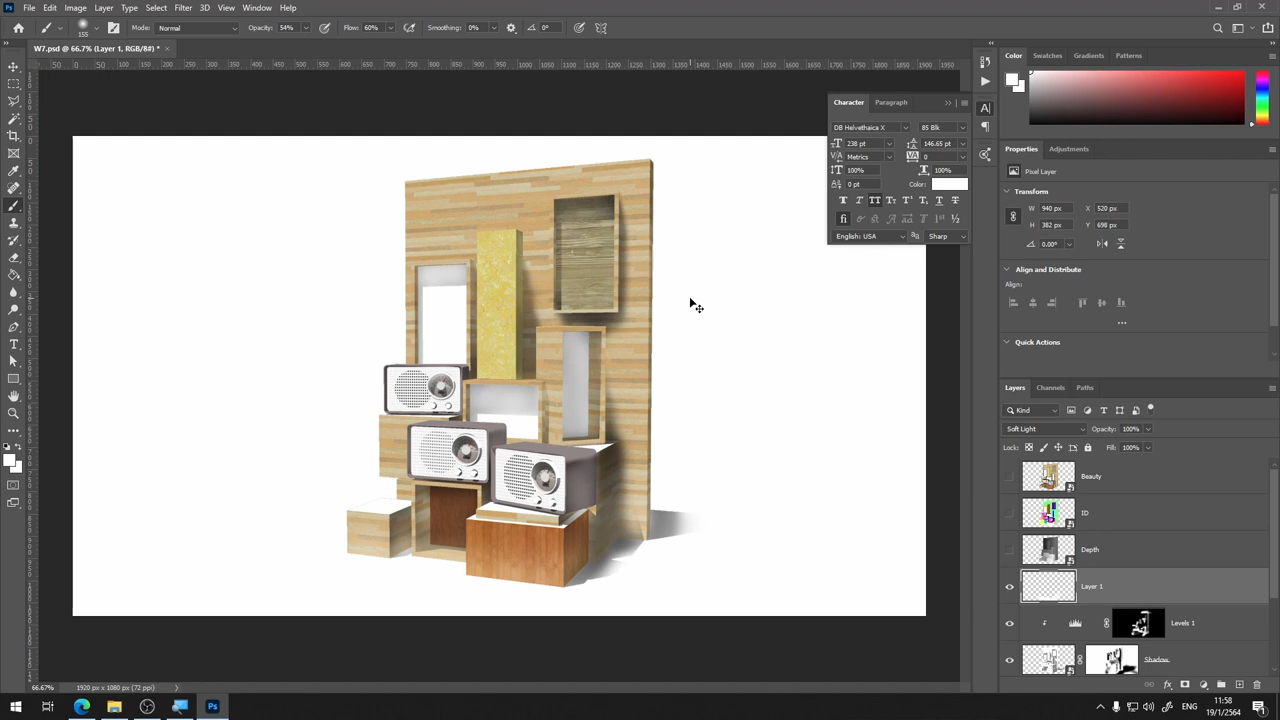 File Edit Image Layer Type Select Filter 3D View Window Help
Mode: Normal Opacity: 54% Flow: 60% Smoothing: 0% 0°
155
W7.psd @ 66.7% (Layer 1, RGB/8#) *
Color Swatches Gradients Patterns
Character Paragraph
DB Helvethaica X 85 Blk
238 pt 146.65 pt
Metrics 0
100% 100%
0 pt Color:
English: USA Sharp
Properties Adjustments
Pixel Layer
Transform
W 940 px X 520 px
H 382 px Y 698 px
0.00°
Align and Distribute
Align:
Quick Actions
Layers Channels Paths
Kind
Soft Light Opacity: 100%
Lock: Fill: 100%
Beauty
ID
Depth
Layer 1
Levels 1
Shadow
66.67% 1920 px x 1080 px (72 ppi)
ENG 11:58
19/1/2564